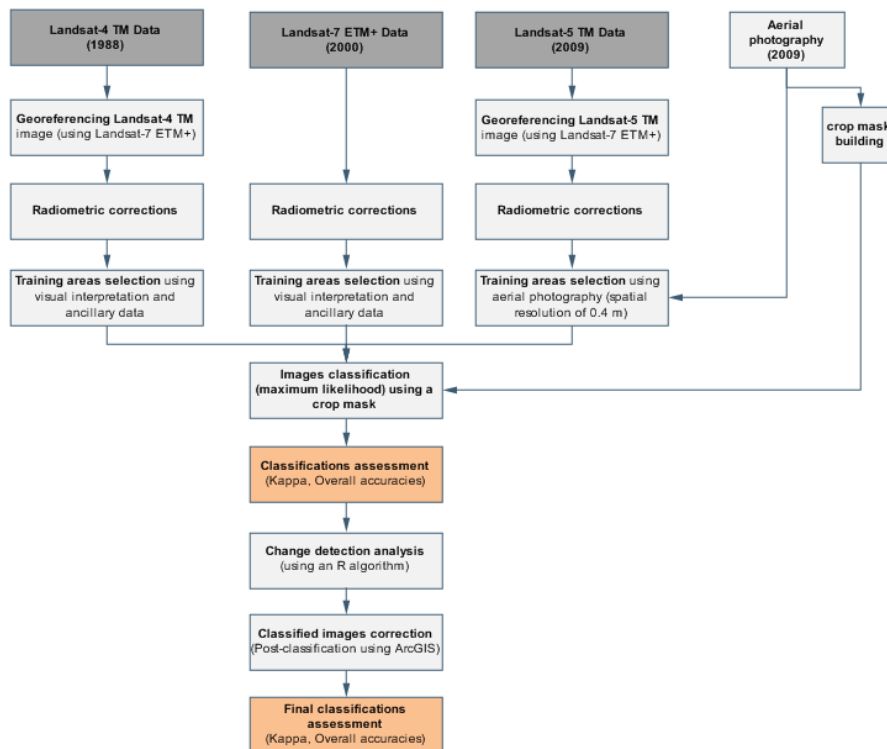 Landsat-4 TM Data
(1988)
Landsat-7 ETM+ Data
(2000)
Landsat-5 TM Data
(2009)
Aerial
photography
(2009)
Georeferencing Landsat-4 TM
image (using Landsat-7 ETM+)
Georeferencing Landsat-5 TM
image (using Landsat-7 ETM+)
crop mask
building
Radiometric corrections
Radiometric corrections
Radiometric corrections
Training areas selection using
visual interpretation and
ancillary data
Training areas selection using
visual interpretation and
ancillary data
Training areas selection using
aerial photography (spatial
resolution of 0.4 m)
Images classification
(maximum likelihood) using a
crop mask
Classifications assessment
(Kappa, Overall accuracies)
Change detection analysis
(using an R algorithm)
Classified images correction
(Post-classification using ArcGIS)
Final classifications
assessment
(Kappa, Overall accuracies)